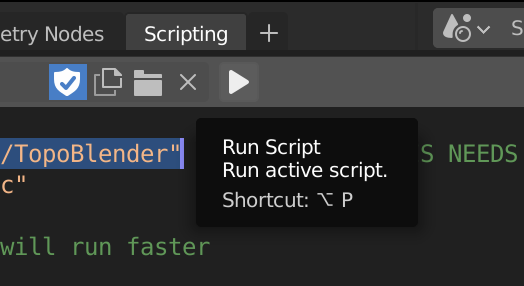 etry Nodes Scripting + S
/TopoBlender" S NEEDS
c"
Run Script
Run active script.
Shortcut: ⌥ P
will run faster